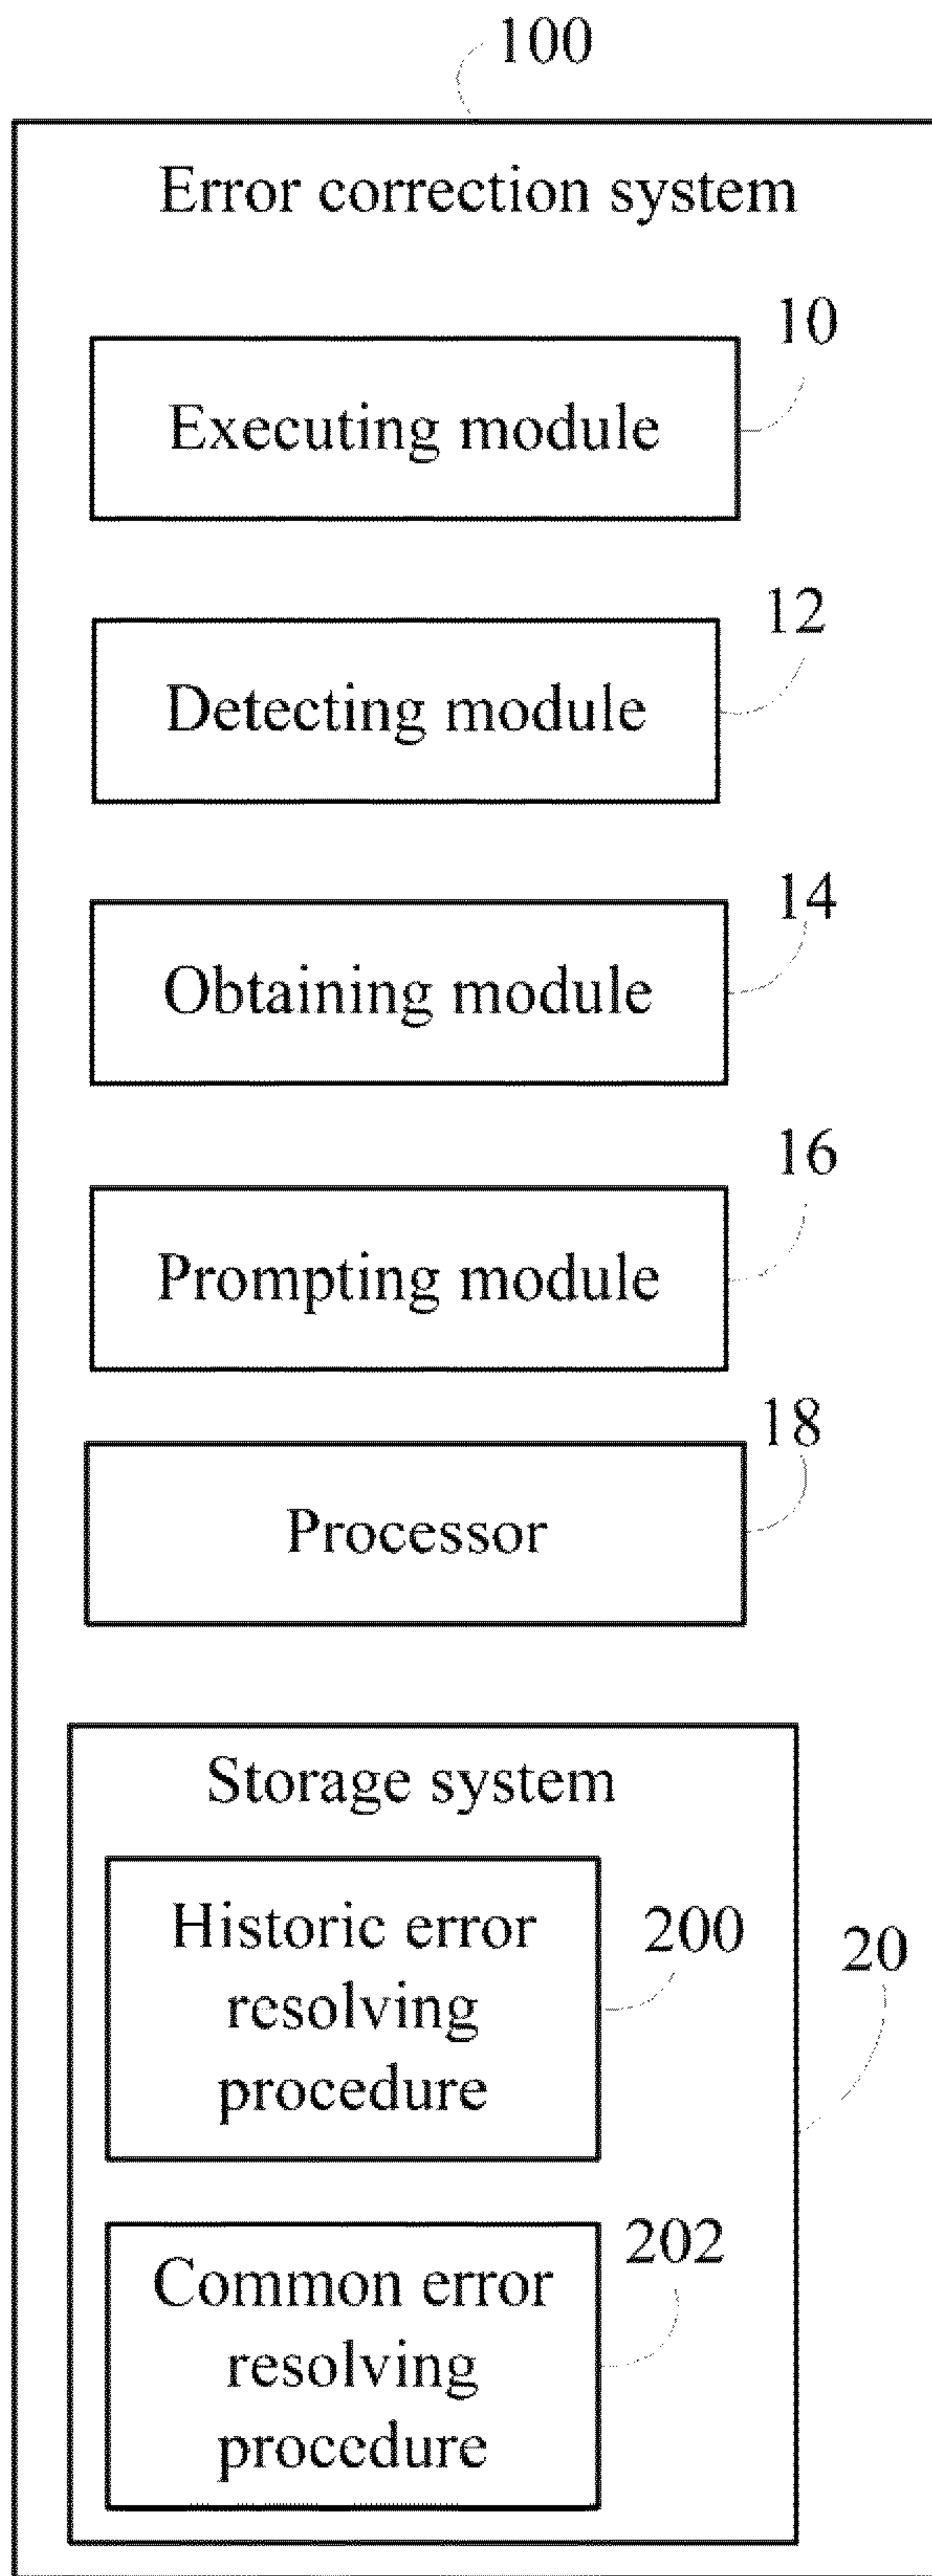 100
Error correction system
10
Executing module
12
Detecting module
14
Obtaining module
16
Prompting module
18
Processor
Storage system
Historic error
resolving
procedure
200
20
202
Common error
resolving
procedure